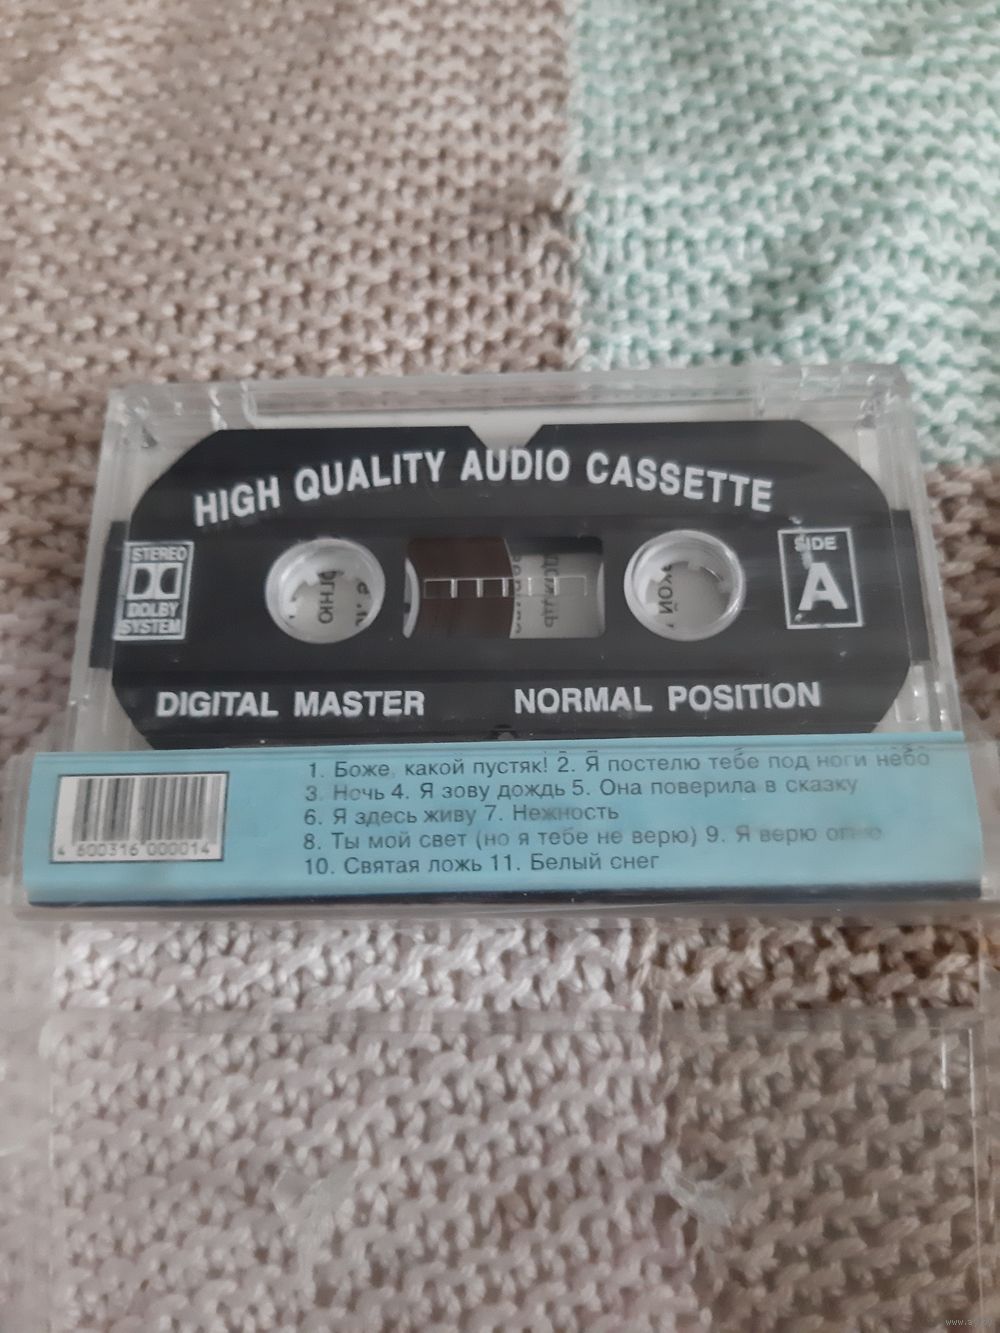 HIGH QUALITY AUDIO CASSETTE
STEREO
DOLBY
SYSTEM
SIDE
A
DIGITAL MASTER NORMAL POSITION
1. Боже, какой пустяк! 2. Я постелю тебе под ноги небо
3. Ночь 4. Я зову дождь 5. Она поверила в сказку
6. Я здесь живу 7. Нежность
8. Ты мой свет (но я тебе не верю) 9. Я верю огню
10. Святая ложь 11. Белый снег
4 600316 000014